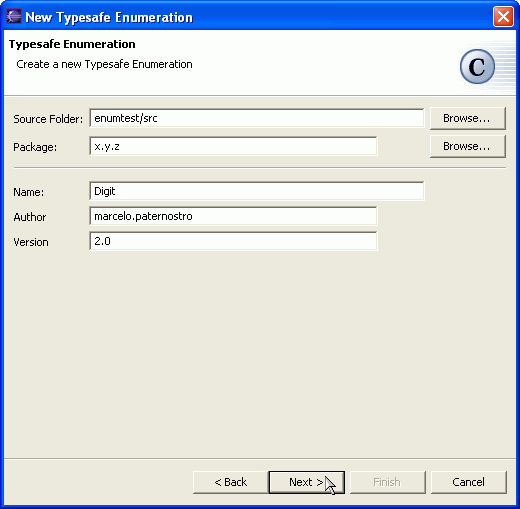 New Typesafe Enumeration
Typesafe Enumeration
Create a new Typesafe Enumeration
C
Source Folder: enumtest/src Browse...
Package: x.y.z Browse...
Name: Digit
Author marcelo.paternostro
Version 2.0
< Back Next > Finish Cancel